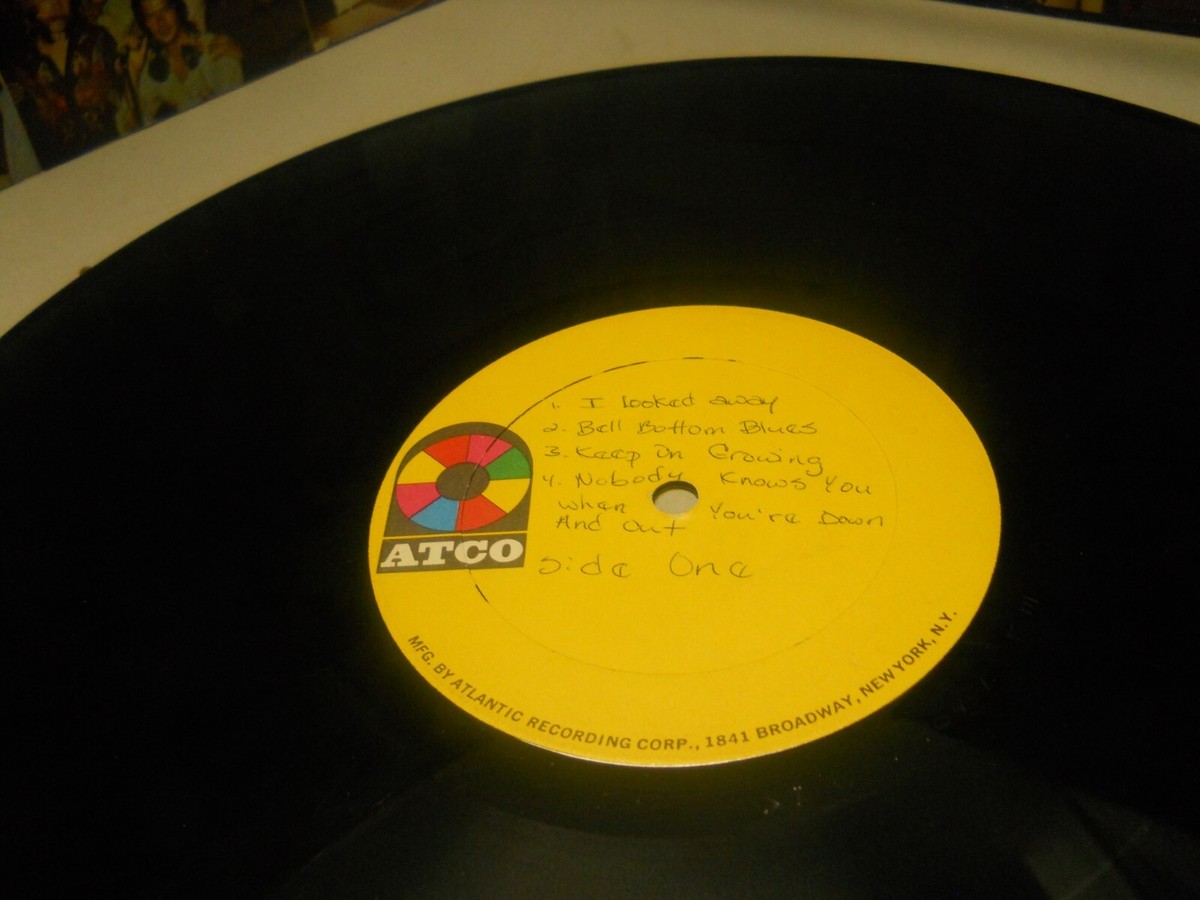 1. I looked away
2. Bell Bottom Blues
3. Keep On Growing
4. Nobody Knows You
when You're Down
And Out
Side One
ATCO
MFG. BY ATLANTIC RECORDING CORP., 1841 BROADWAY, NEW YORK, N.Y.